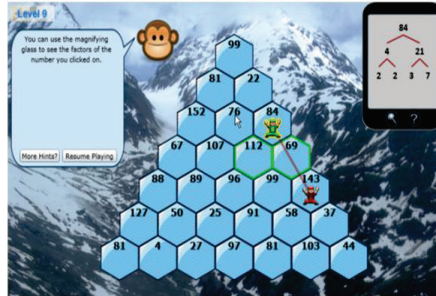 Level 9
You can use the magnifying
glass to see the factors of the
number you clicked on.
More Hints? Resume Playing
84
4 21
2 2 3 7
?
99
81 22
152 76 84
67 107 112 69
88 89 96 99 143
127 50 25 91 58 37
81 4 27 97 81 103 44